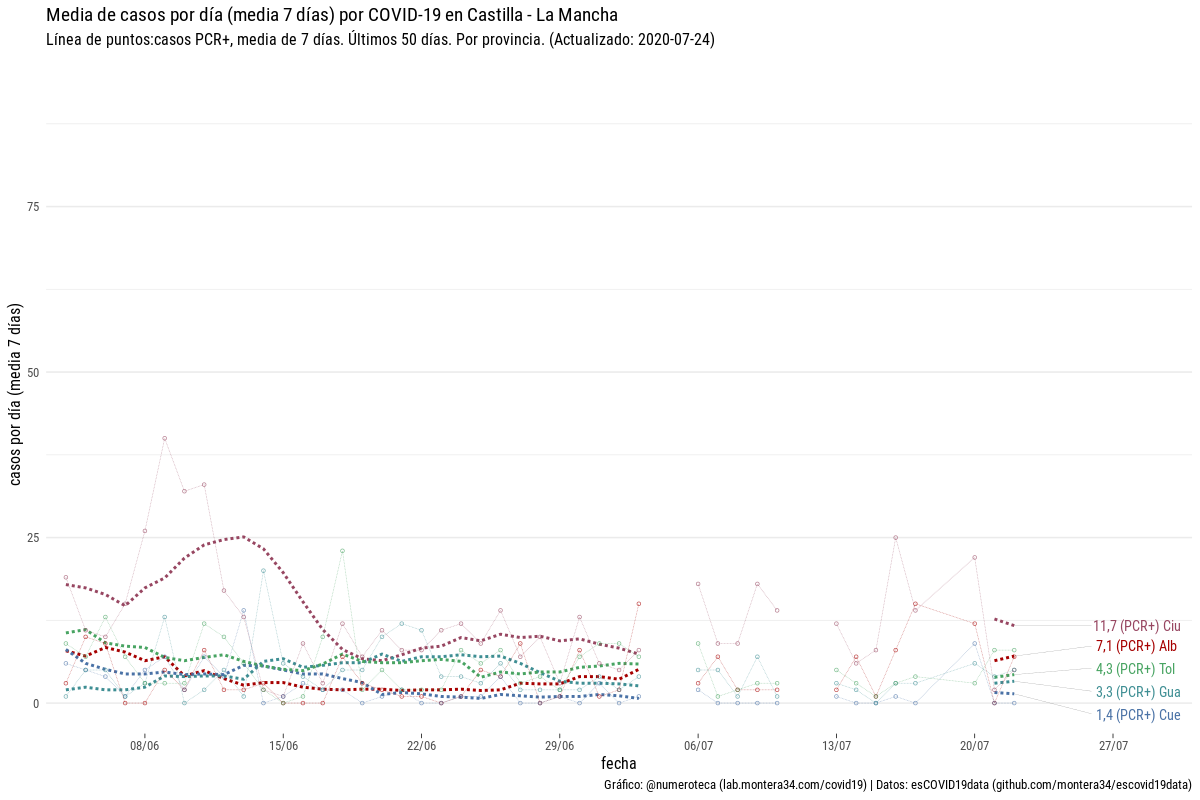 Media de casos por día (media 7 días) por COVID-19 en Castilla - La Mancha
Línea de puntos:casos PCR+, media de 7 días. Últimos 50 días. Por provincia. (Actualizado: 2020-07-24)
casos por día (media 7 días)
75
50
25
0
11,7 (PCR+) Ciu
7,1 (PCR+) Alb
4,3 (PCR+) Tol
3,3 (PCR+) Gua
1,4 (PCR+) Cue
08/06 15/06 22/06 29/06 06/07 13/07 20/07 27/07
fecha
Gráfico: @numeroteca (lab.montera34.com/covid19) | Datos: esCOVID19data (github.com/montera34/escovid19data)